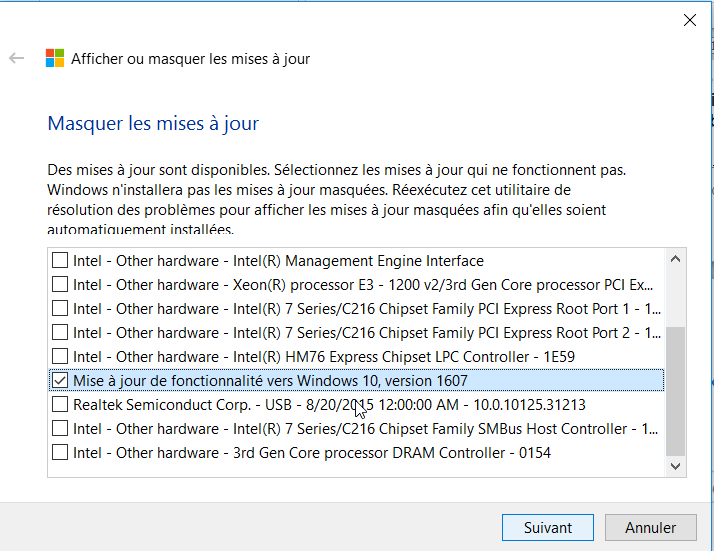 Afficher ou masquer les mises à jour
Masquer les mises à jour
Des mises à jour sont disponibles. Sélectionnez les mises à jour qui ne fonctionnent pas.
Windows n'installera pas les mises à jour masquées. Réexécutez cet utilitaire de
résolution des problèmes pour afficher les mises à jour masquées afin qu'elles soient
automatiquement installées.
Intel - Other hardware - Intel(R) Management Engine Interface
Intel - Other hardware - Xeon(R) processor E3 - 1200 v2/3rd Gen Core processor PCI Ex...
Intel - Other hardware - Intel(R) 7 Series/C216 Chipset Family PCI Express Root Port 1 - 1...
Intel - Other hardware - Intel(R) 7 Series/C216 Chipset Family PCI Express Root Port 2 - 1...
Intel - Other hardware - Intel(R) HM76 Express Chipset LPC Controller - 1E59
Mise à jour de fonctionnalité vers Windows 10, version 1607
Realtek Semiconduct Corp. - USB - 8/20/2015 12:00:00 AM - 10.0.10125.31213
Intel - Other hardware - Intel(R) 7 Series/C216 Chipset Family SMBus Host Controller - 1...
Intel - Other hardware - 3rd Gen Core processor DRAM Controller - 0154
Suivant
Annuler